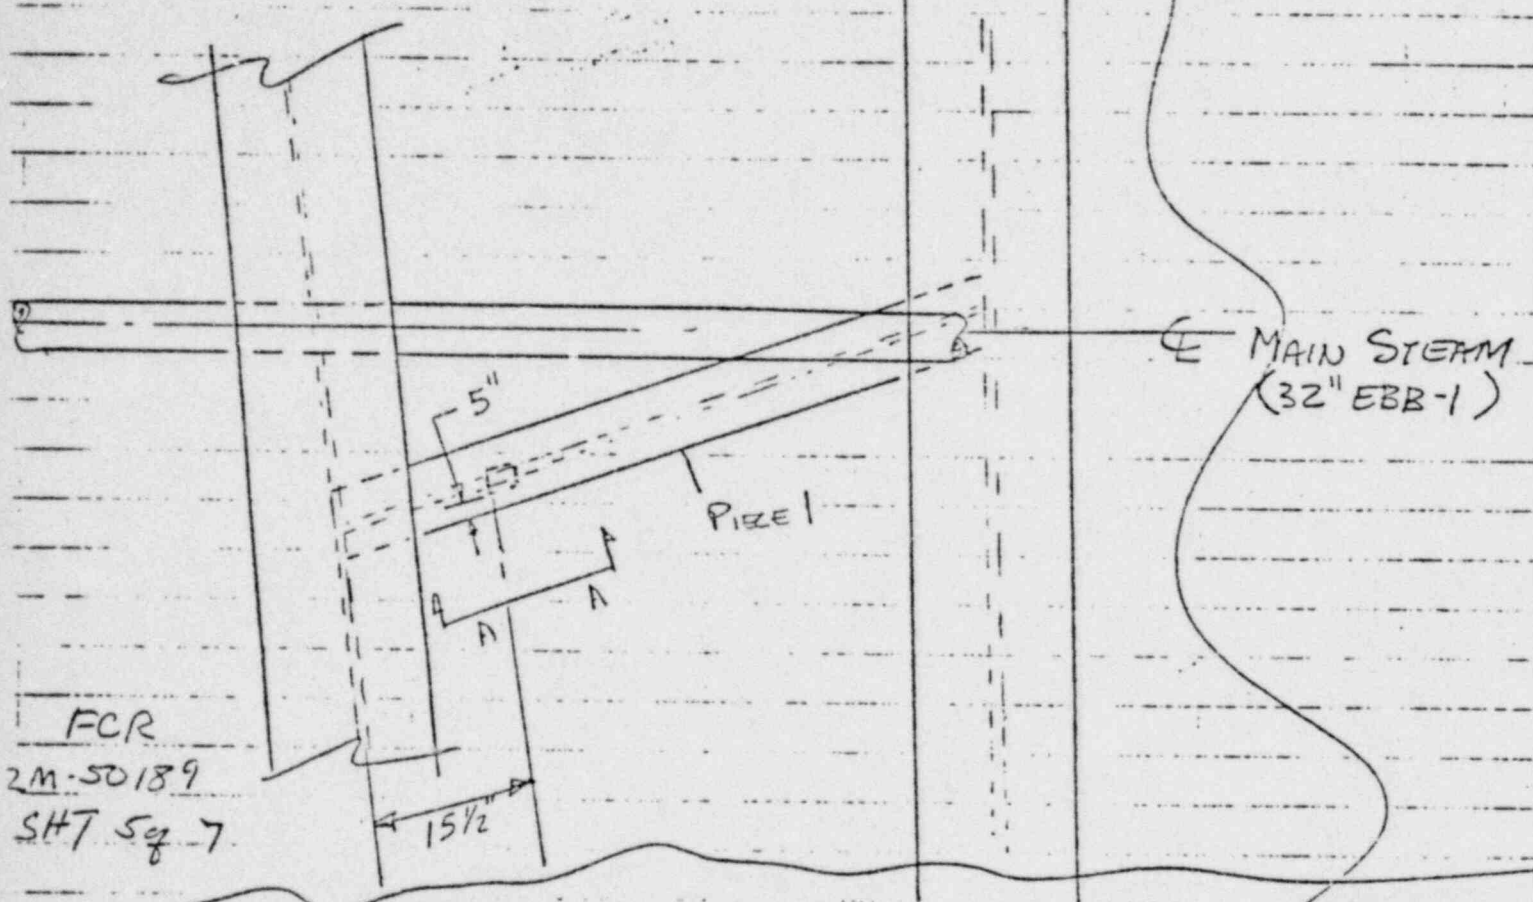 5"
℄ MAIN STEAM
(32" EBB-1)
PIECE 1
A
A
A
FCR
2M-50189
SHT 5 of 7
15½"